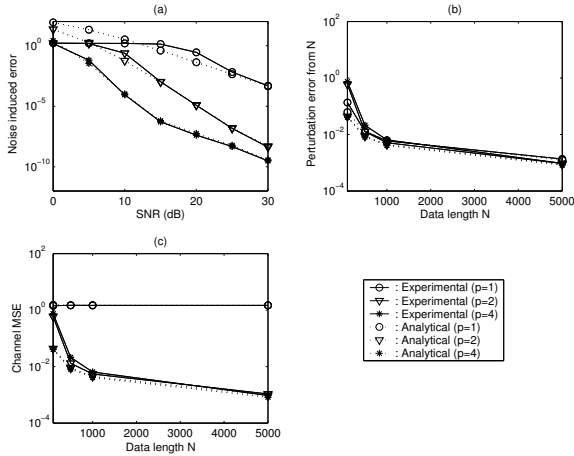 (a)
Noise induced error
10^0
10^-5
10^-10
0
10
20
30
SNR (dB)
(b)
Perturbation error from N
10^2
10^0
10^-2
10^-4
1000
2000
3000
4000
5000
Data length N
(c)
Channel MSE
10^2
10^0
10^-2
10^-4
1000
2000
3000
4000
5000
Data length N
: Experimental (p=1)
: Experimental (p=2)
: Experimental (p=4)
: Analytical (p=1)
: Analytical (p=2)
: Analytical (p=4)